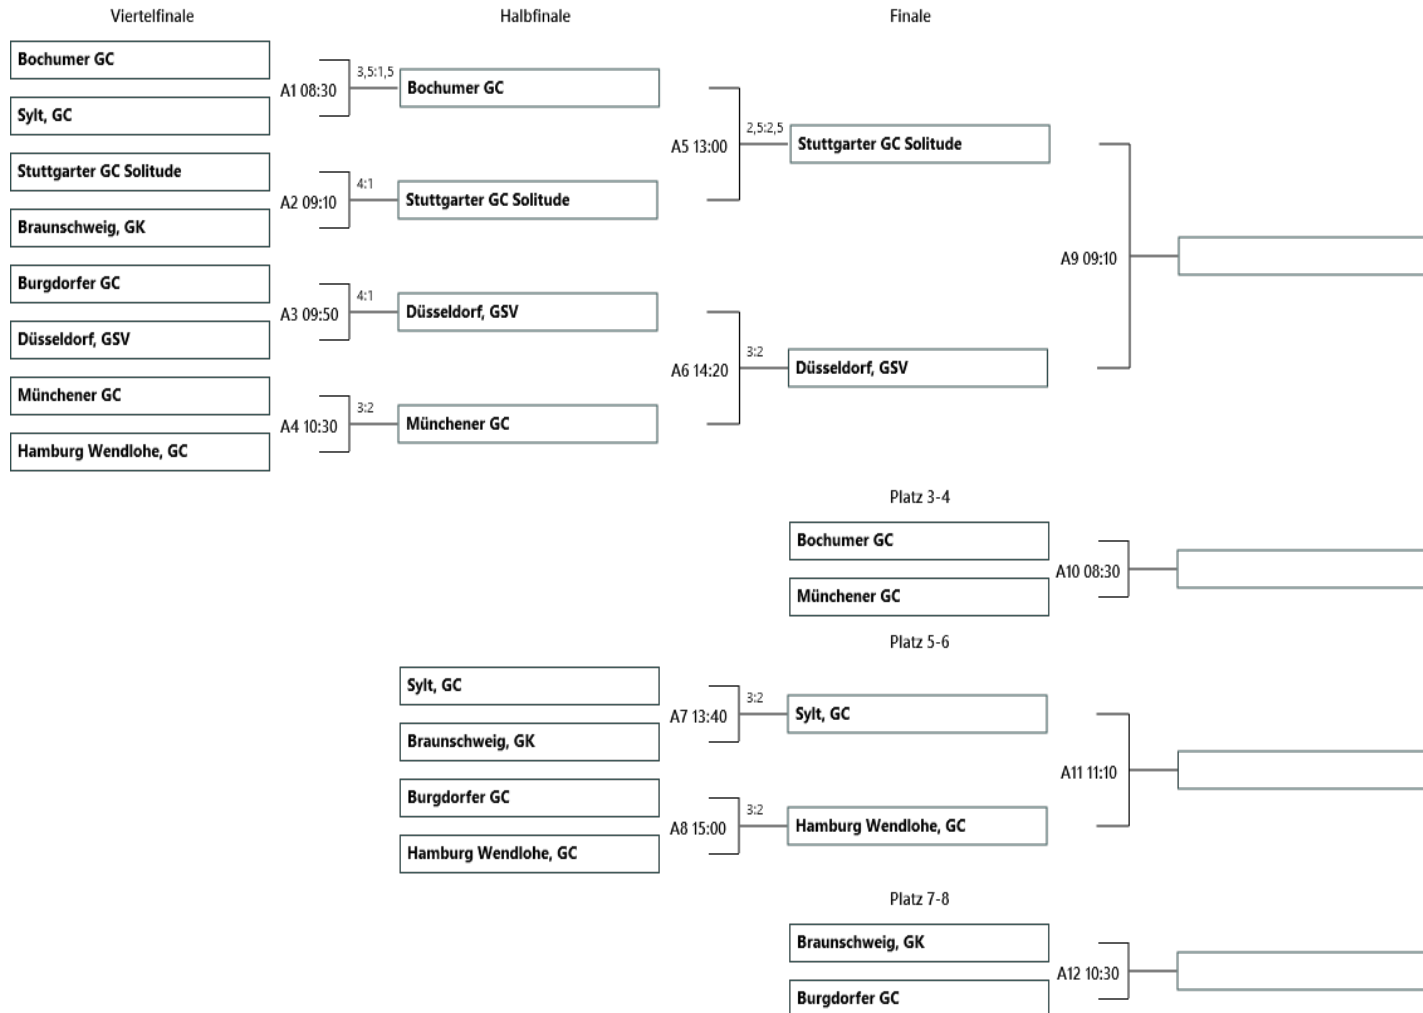 Viertelfinale
Halbfinale
Finale
Bochumer GC
Sylt, GC
A1 08:30
3,5:1,5
Bochumer GC
Stuttgarter GC Solitude
Braunschweig, GK
A2 09:10
4:1
Stuttgarter GC Solitude
A5 13:00
2,5:2,5
Stuttgarter GC Solitude
Burgdorfer GC
Düsseldorf, GSV
A3 09:50
4:1
Düsseldorf, GSV
Münchener GC
Hamburg Wendlohe, GC
A4 10:30
3:2
Münchener GC
A6 14:20
3:2
Düsseldorf, GSV
A9 09:10
Platz 3-4
Bochumer GC
Münchener GC
A10 08:30
Platz 5-6
Sylt, GC
Braunschweig, GK
A7 13:40
3:2
Sylt, GC
Burgdorfer GC
Hamburg Wendlohe, GC
A8 15:00
3:2
Hamburg Wendlohe, GC
A11 11:10
Platz 7-8
Braunschweig, GK
Burgdorfer GC
A12 10:30